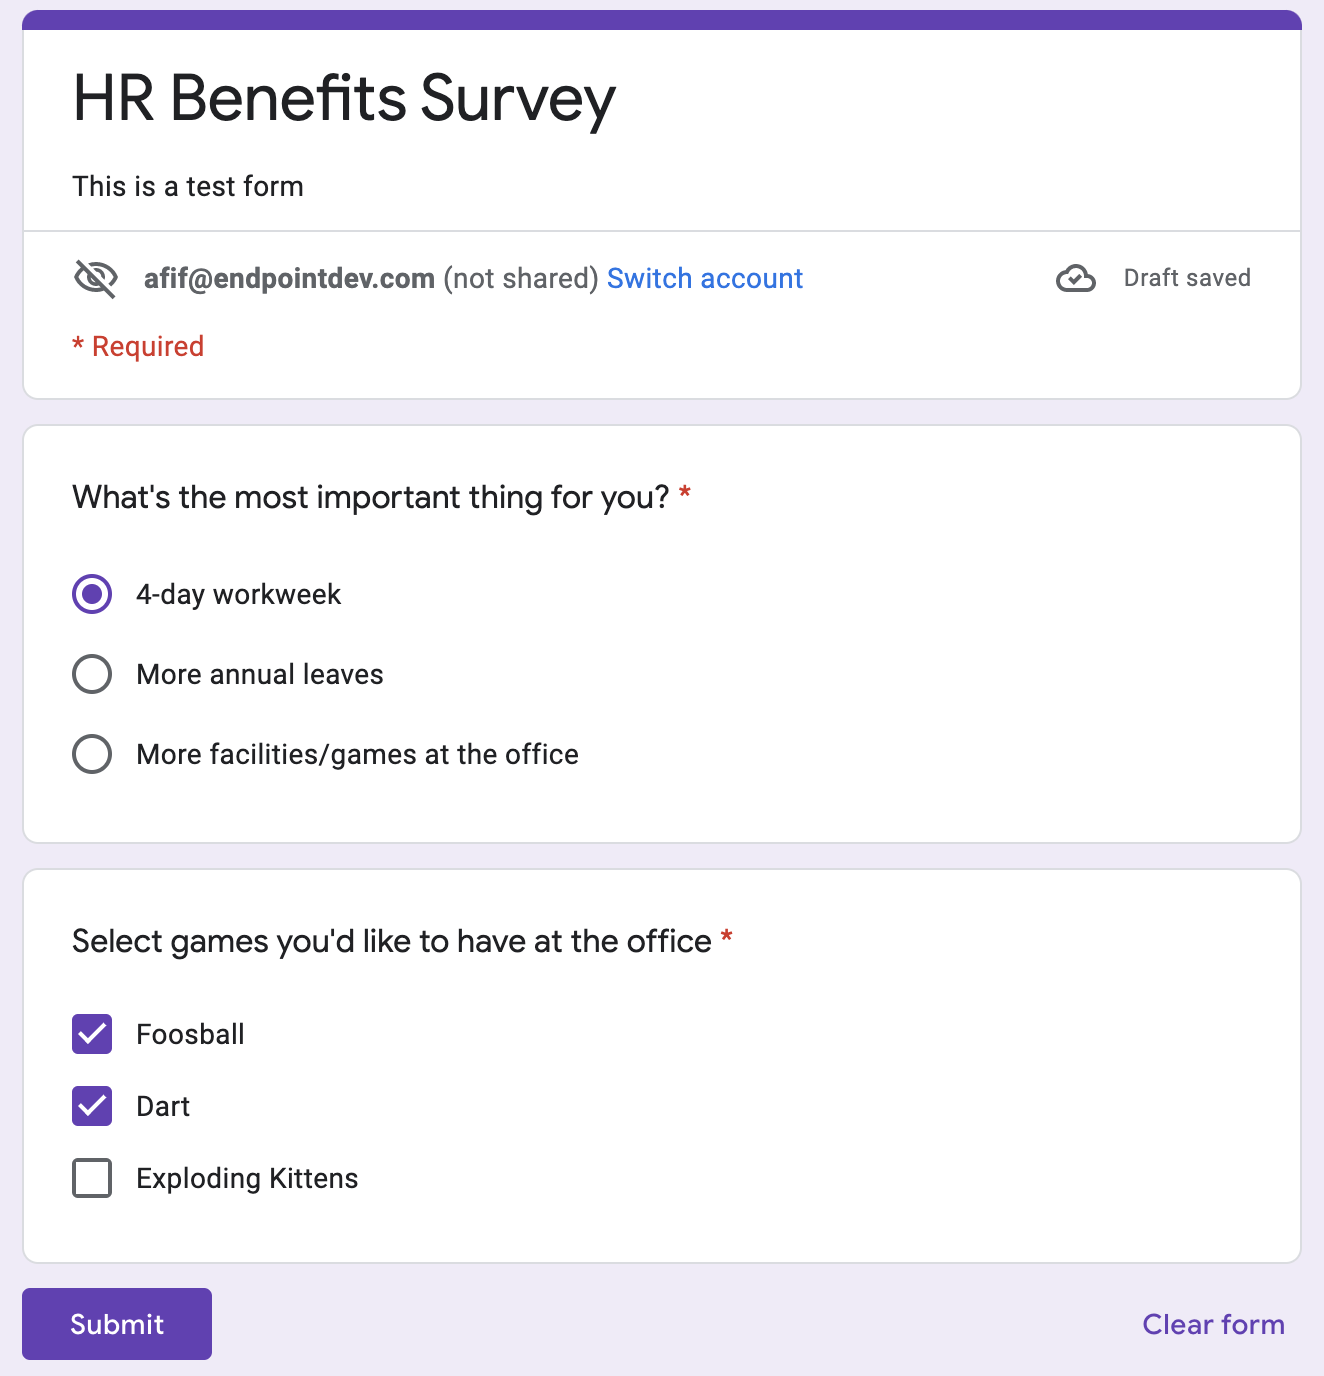 HR Benefits Survey
This is a test form
afif@endpointdev.com (not shared) Switch account
Draft saved
* Required
What's the most important thing for you? *
4-day workweek
More annual leaves
More facilities/games at the office
Select games you'd like to have at the office *
Foosball
Dart
Exploding Kittens
Submit
Clear form